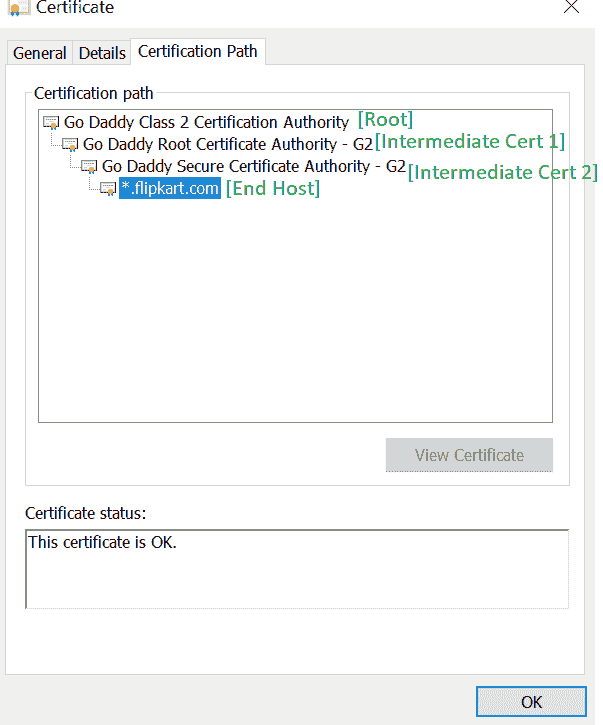 Certificate
General Details Certification Path
Certification path
Go Daddy Class 2 Certification Authority [Root]
Go Daddy Root Certificate Authority - G2 [Intermediate Cert 1]
Go Daddy Secure Certificate Authority - G2 [Intermediate Cert 2]
*.flipkart.com [End Host]
View Certificate
Certificate status:
This certificate is OK.
OK